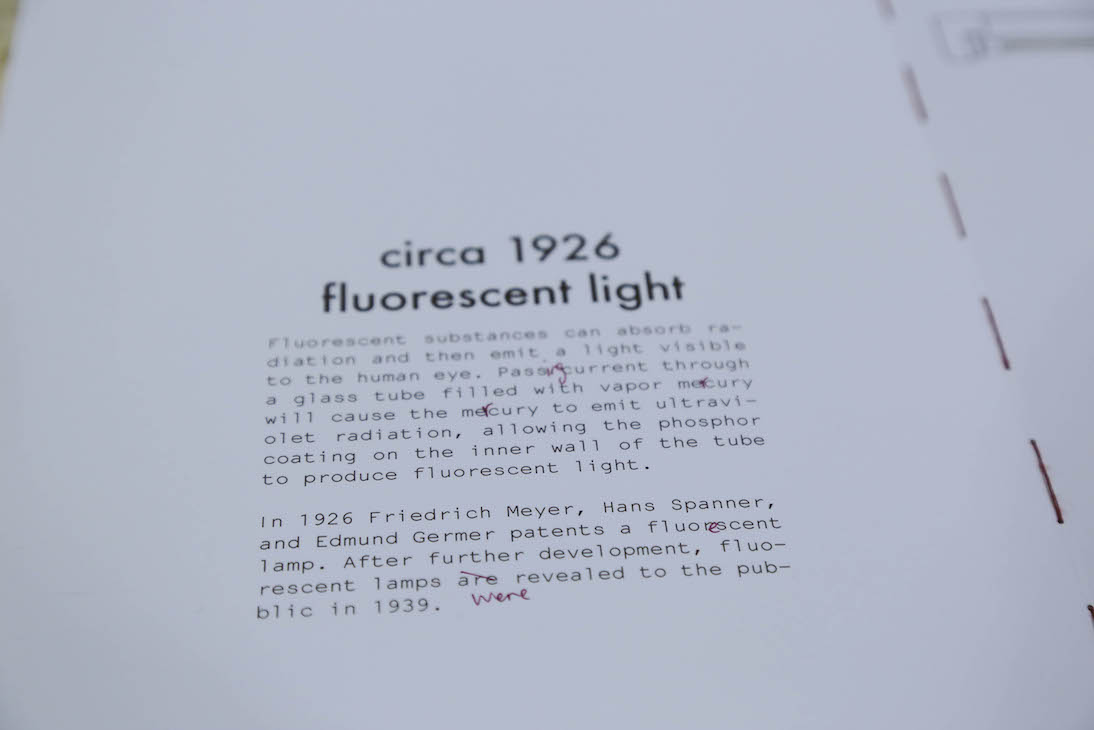 circa 1926
fluorescent light
Fluorescent substances can absorb ra-
diation and then emit a light visible
to the human eye. Passing current through
a glass tube filled with vapor mercury
will cause the mercury to emit ultravi-
olet radiation, allowing the phosphor
coating on the inner wall of the tube
to produce fluorescent light.
In 1926 Friedrich Meyer, Hans Spanner,
and Edmund Germer patents a fluorescent
lamp. After further development, fluo-
rescent lamps are revealed to the pub-
blic in 1939.
were